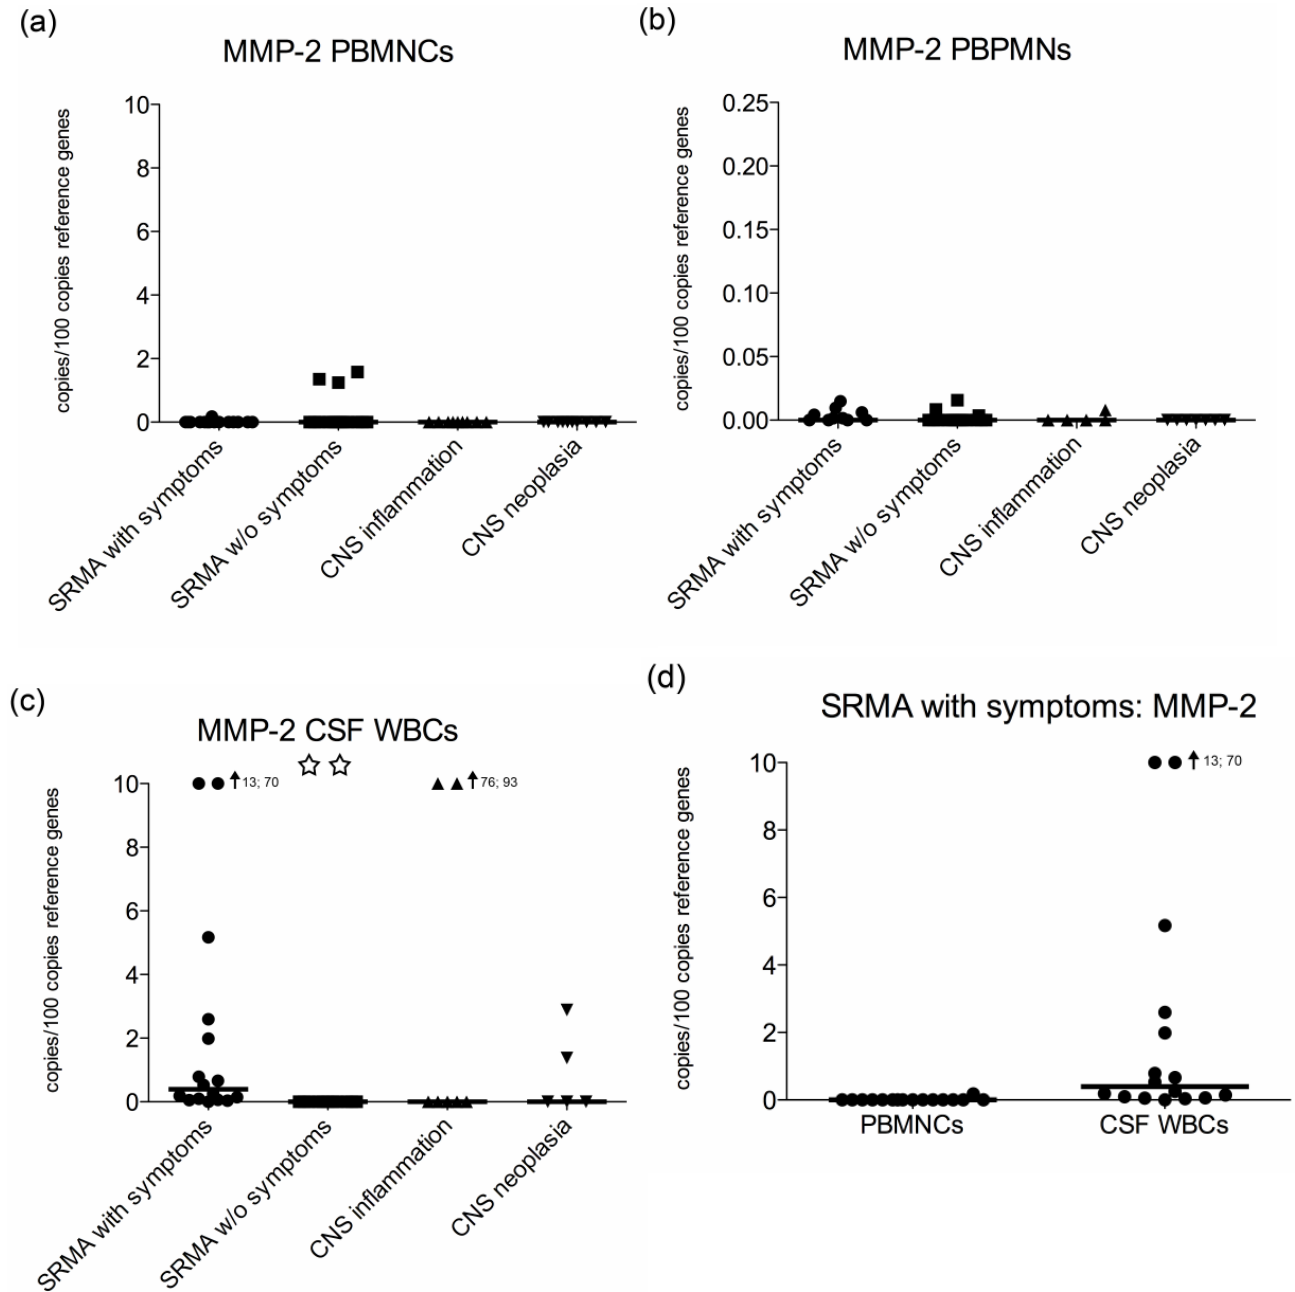 (a)
MMP-2 PBMNCs
copies/100 copies reference genes
10
8
6
4
2
0
SRMA with symptoms
SRMA w/o symptoms
CNS inflammation
CNS neoplasia
(b)
MMP-2 PBPMNs
copies/100 copies reference genes
0.25
0.20
0.15
0.10
0.05
0.00
SRMA with symptoms
SRMA w/o symptoms
CNS inflammation
CNS neoplasia
(c)
MMP-2 CSF WBCs
copies/100 copies reference genes
10
8
6
4
2
0
13; 70
76; 93
SRMA with symptoms
SRMA w/o symptoms
CNS inflammation
CNS neoplasia
(d)
SRMA with symptoms: MMP-2
copies/100 copies reference genes
10
8
6
4
2
0
13; 70
PBMNCs
CSF WBCs